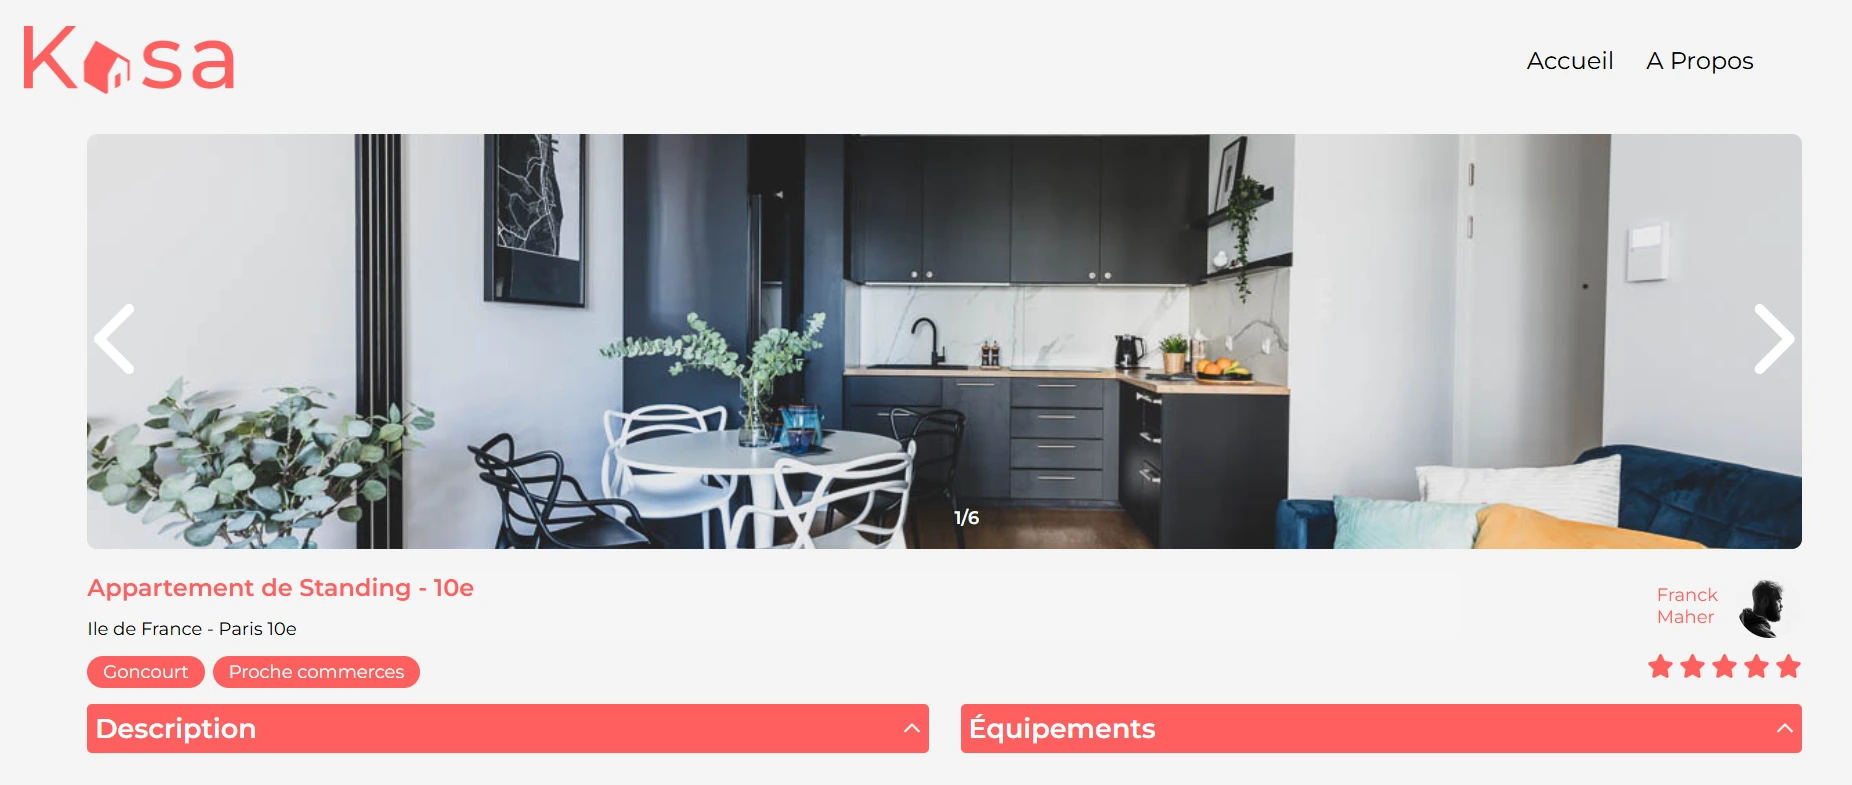 Kasa
Accueil A Propos
1/6
Appartement de Standing - 10e
Ile de France - Paris 10e
Goncourt Proche commerces
Franck
Maher
Description
Équipements